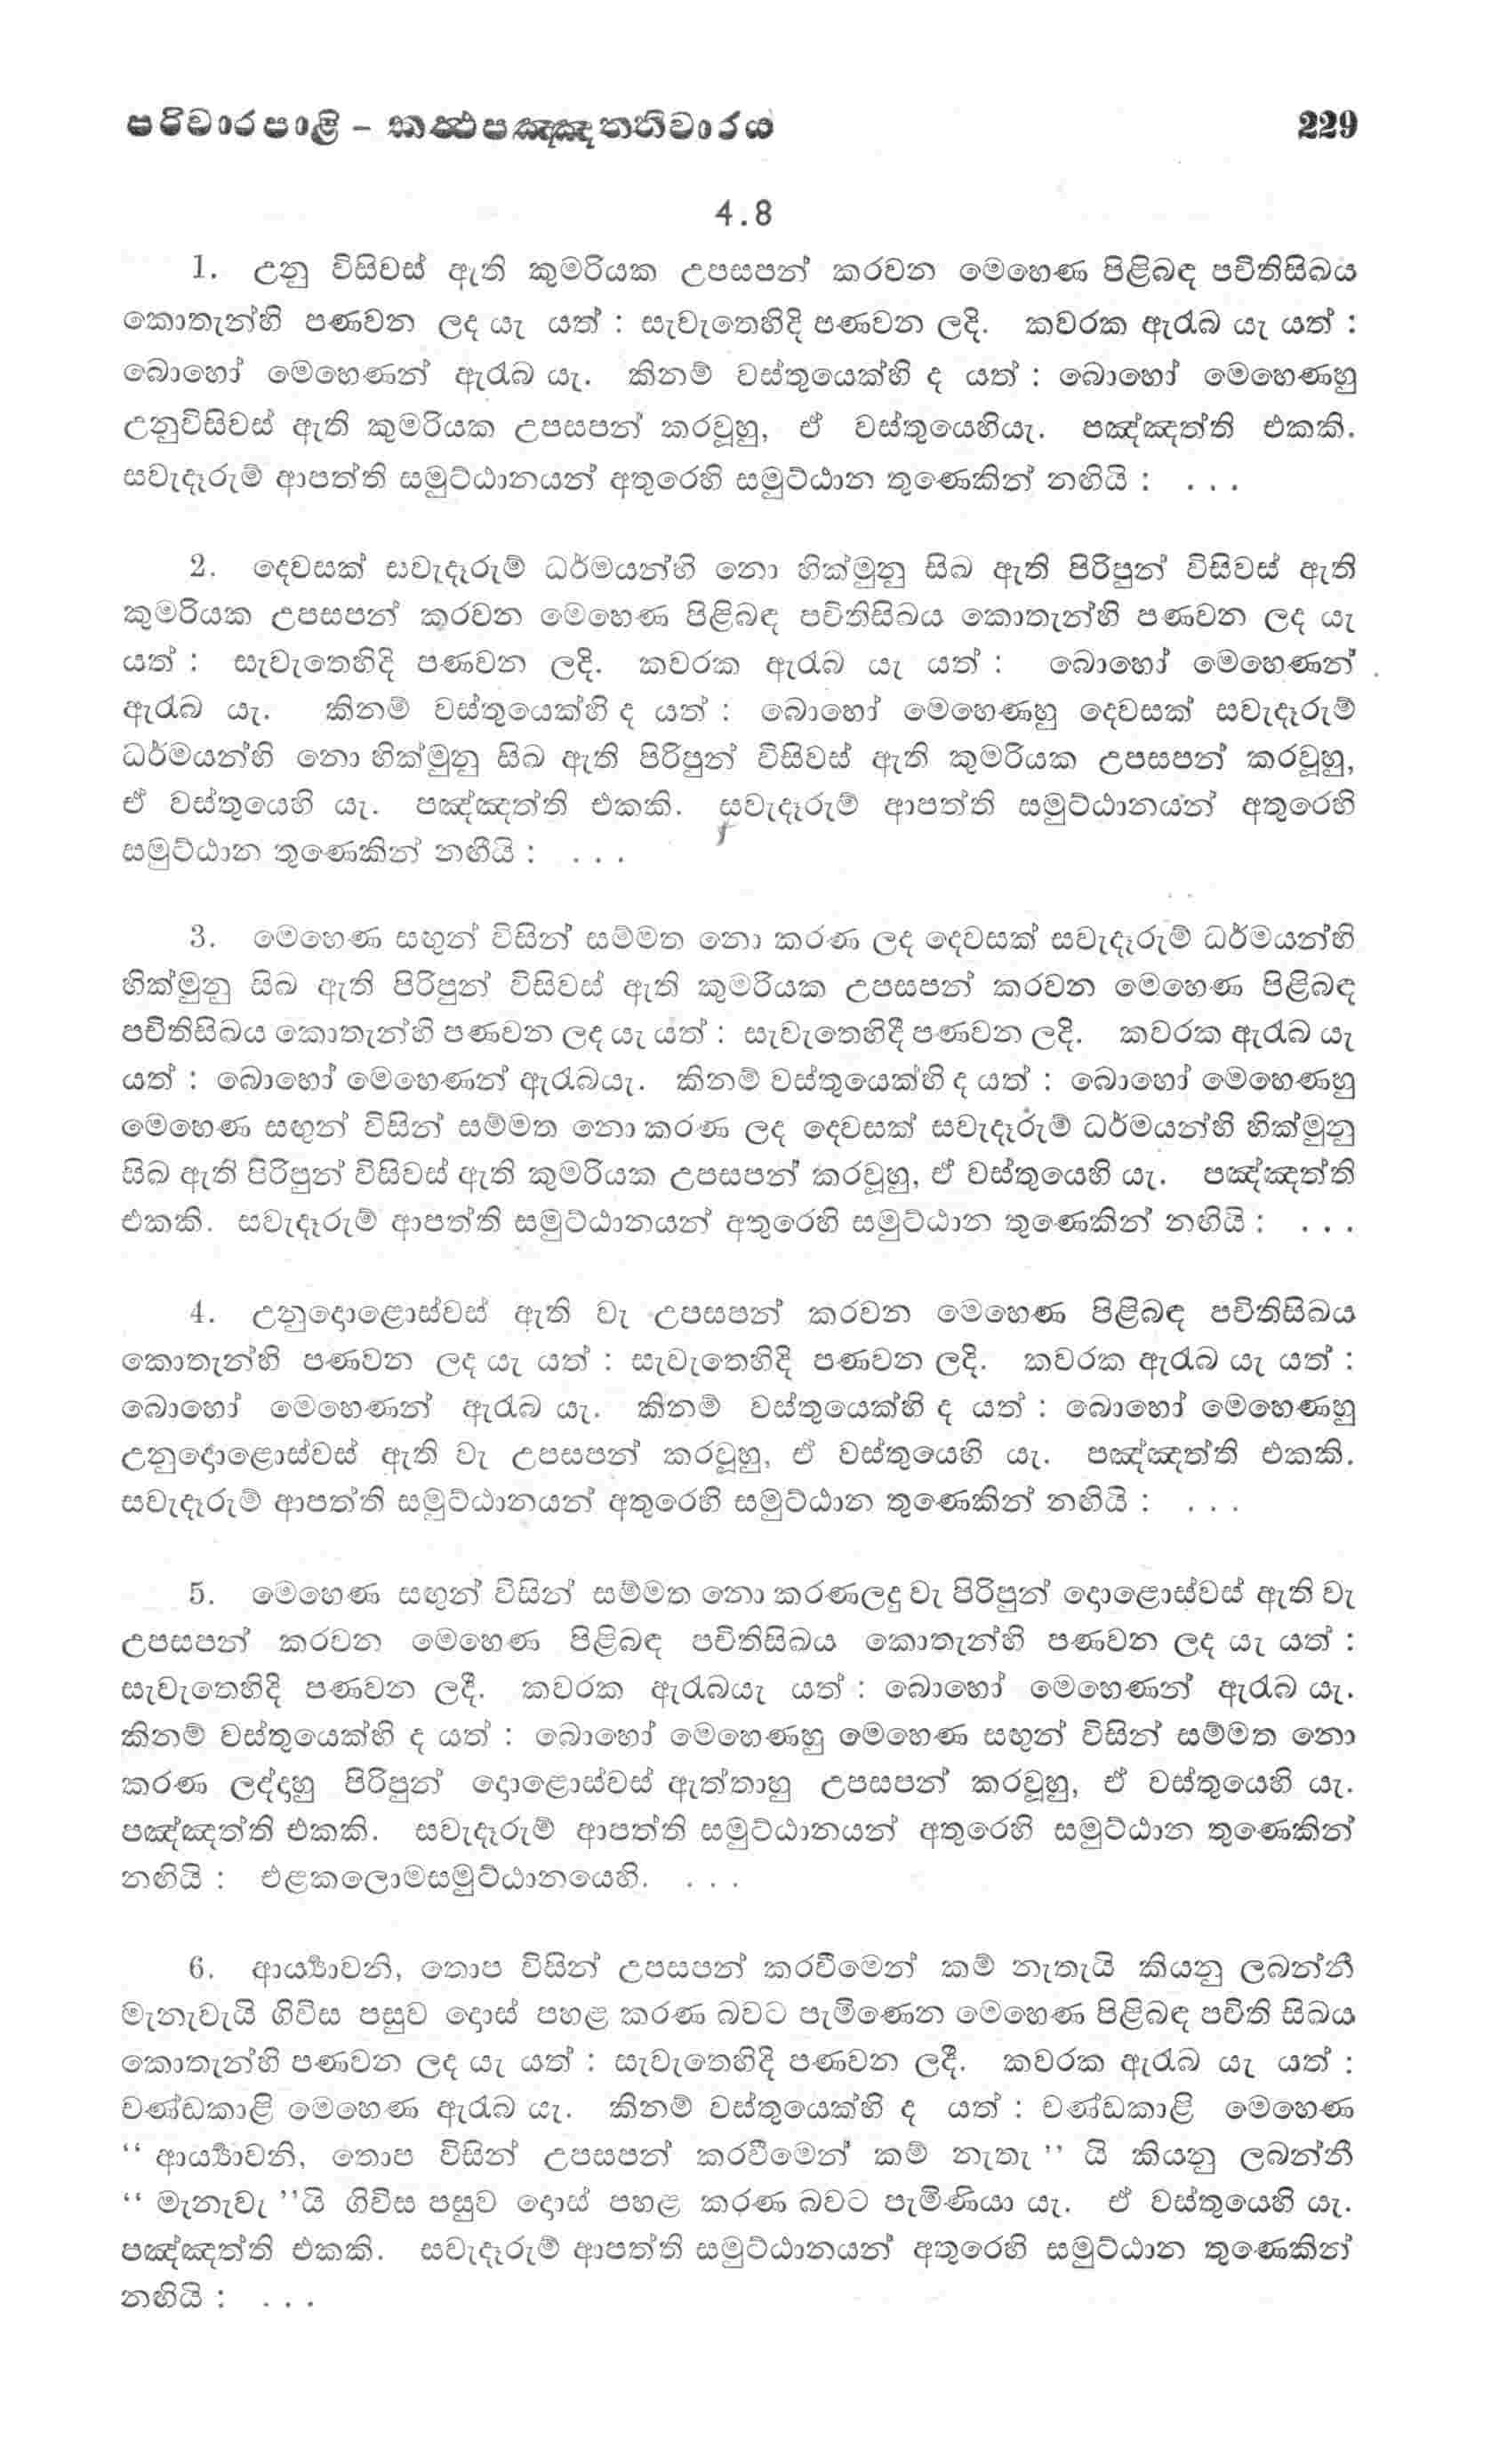 පරිවාරපාළි – කත්‍ථපඤ්ඤත්තිවාරය 229
4.8
1. උනු විසිවස් ඇති කුමරියක උපසපන් කරවන මෙහෙණ පිළිබඳ පචිතිසිඛය
කොතැන්හි පණවන ලද යැ යත් : සැවැතෙහිදි පණවන ලදි. කවරක ඇරැබ යැ යත් :
බොහෝ මෙහෙණන් ඇරැබ යැ. කිනම් වස්තුයෙක්හි ද යත් : බොහෝ මෙහෙණහු
උනුවිසිවස් ඇති කුමරියක උපසපන් කරවූහු, ඒ වස්තුයෙහියැ. පඤ්ඤත්ති එකකි.
සවැදෑරුම් ආපත්ති සමුට්ඨානයන් අතුරෙහි සමුට්ඨාන තුණෙකින් නඟියි : . . .
2. දෙවසක් සවැදෑරුම් ධර්මයන්හි නො හික්මුනු සිඛ ඇති පිරිපුන් විසිවස් ඇති
කුමරියක උපසපන් කරවන මෙහෙණ පිළිබඳ පචිතිසිඛය කොතැන්හි පණවන ලද යැ
යත් : සැවැතෙහිදි පණවන ලදි. කවරක ඇරැබ යැ යත් : බොහෝ මෙහෙණන්
ඇරැබ යැ. කිනම් වස්තුයෙක්හි ද යත් : බොහෝ මෙහෙණහු දෙවසක් සවැදෑරුම්
ධර්මයන්හි නො හික්මුනු සිඛ ඇති පිරිපුන් විසිවස් ඇති කුමරියක උපසපන් කරවූහු,
ඒ වස්තුයෙහි යැ. පඤ්ඤත්ති එකකි. සවැදෑරුම් ආපත්ති සමුට්ඨානයන් අතුරෙහි
සමුට්ඨාන තුණෙකින් නඟියි : . . .
3. මෙහෙණ සඟුන් විසින් සම්මත නො කරණ ලද දෙවසක් සවැදෑරුම් ධර්මයන්හි
හික්මුනු සිඛ ඇති පිරිපුන් විසිවස් ඇති කුමරියක උපසපන් කරවන මෙහෙණ පිළිබඳ
පචිතිසිඛය කොතැන්හි පණවන ලද යැ යත් : සැවැතෙහිදී පණවන ලදි. කවරක ඇරැබ යැ
යත් : බොහෝ මෙහෙණන් ඇරැබයැ. කිනම් වස්තුයෙක්හි ද යත් : බොහෝ මෙහෙණහු
මෙහෙණ සඟුන් විසින් සම්මත නො කරණ ලද දෙවසක් සවැදෑරුම් ධර්මයන්හි හික්මුනු
සිඛ ඇති පිරිපුන් විසිවස් ඇති කුමරියක උපසපන් කරවූහු, ඒ වස්තුයෙහි යැ. පඤ්ඤත්ති
එකකි. සවැදෑරුම් ආපත්ති සමුට්ඨානයන් අතුරෙහි සමුට්ඨාන තුණෙකින් නඟියි : . . .
4. උනුදොළොස්වස් ඇති වැ උපසපන් කරවන මෙහෙණ පිළිබඳ පචිතිසිඛය
කොතැන්හි පණවන ලද යැ යත් : සැවැතෙහිදි පණවන ලදි. කවරක ඇරැබ යැ යත් :
බොහෝ මෙහෙණන් ඇරැබ යැ. කිනම් වස්තුයෙක්හි ද යත් : බොහෝ මෙහෙණහු
උනුදොළොස්වස් ඇති වැ උපසපන් කරවූහු, ඒ වස්තුයෙහි යැ. පඤ්ඤත්ති එකකි.
සවැදෑරුම් ආපත්ති සමුට්ඨානයන් අතුරෙහි සමුට්ඨාන තුණෙකින් නඟියි : . . .
5. මෙහෙණ සඟුන් විසින් සම්මත නො කරණලදු වැ පිරිපුන් දොළොස්වස් ඇති වැ
උපසපන් කරවන මෙහෙණ පිළිබඳ පචිතිසිඛය කොතැන්හි පණවන ලද යැ යත් :
සැවැතෙහිදි පණවන ලදී. කවරක ඇරැබයැ යත් : බොහෝ මෙහෙණන් ඇරැබ යැ.
කිනම් වස්තුයෙක්හි ද යත් : බොහෝ මෙහෙණහු මෙහෙණ සඟුන් විසින් සම්මත නො
කරණ ලද්දහු පිරිපුන් දොළොස්වස් ඇත්තාහු උපසපන් කරවූහු, ඒ වස්තුයෙහි යැ.
පඤ්ඤත්ති එකකි. සවැදෑරුම් ආපත්ති සමුට්ඨානයන් අතුරෙහි සමුට්ඨාන තුණෙකින්
නඟියි : එළකලොමසමුට්ඨානයෙහි. . . .
6. ආර්‍ය්‍යාවනි, තොප විසින් උපසපන් කරවීමෙන් කම් නැතැයි කියනු ලබන්නී
මැනැවැයි ගිවිස පසුව දොස් පහළ කරණ බවට පැමිණෙන මෙහෙණ පිළිබඳ පචිති සිඛය
කොතැන්හි පණවන ලද යැ යත් : සැවැතෙහිදි පණවන ලදී. කවරක ඇරැබ යැ යත් :
චණ්ඩකාළි මෙහෙණ ඇරැබ යැ. කිනම් වස්තුයෙක්හි ද යත් : චණ්ඩකාළි මෙහෙණ
“ ආර්‍ය්‍යාවනි, තොප විසින් උපසපන් කරවීමෙන් කම් නැතැ ” යි කියනු ලබන්නී
“ මැනැවැ ”යි ගිවිස පසුව දොස් පහළ කරණ බවට පැමිණියා යැ. ඒ වස්තුයෙහි යැ.
පඤ්ඤත්ති එකකි. සවැදෑරුම් ආපත්ති සමුට්ඨානයන් අතුරෙහි සමුට්ඨාන තුණෙකින්
නඟියි : . . .